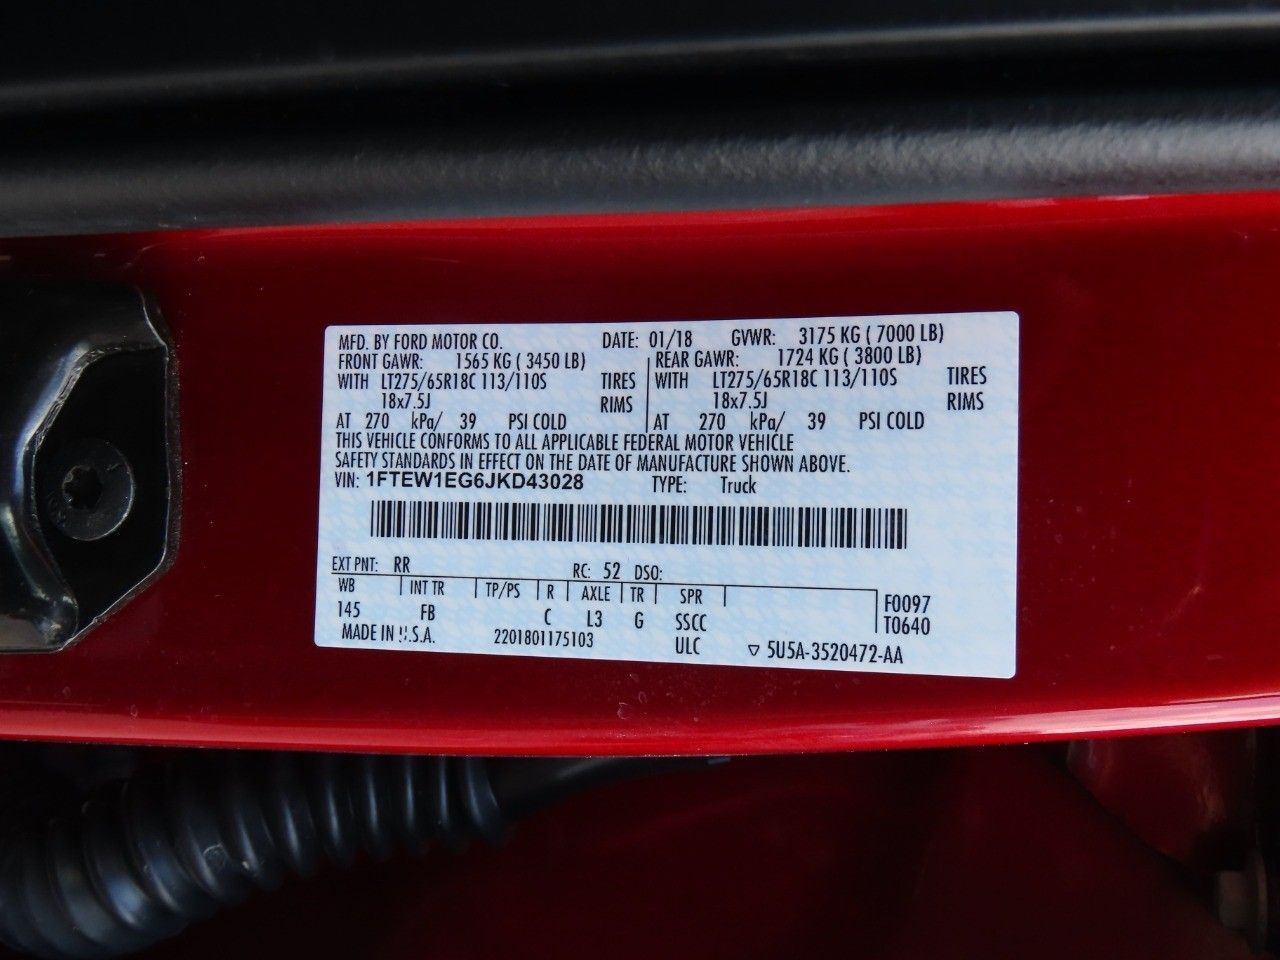 MFD. BY FORD MOTOR CO. DATE: 01/18 GVWR: 3175 KG ( 7000 LB)
FRONT GAWR: 1565 KG ( 3450 LB) REAR GAWR: 1724 KG ( 3800 LB)
WITH LT275/65R18C 113/110S TIRES WITH LT275/65R18C 113/110S TIRES
18x7.5J RIMS 18x7.5J RIMS
AT 270 kPa/ 39 PSI COLD AT 270 kPa/ 39 PSI COLD
THIS VEHICLE CONFORMS TO ALL APPLICABLE FEDERAL MOTOR VEHICLE
SAFETY STANDARDS IN EFFECT ON THE DATE OF MANUFACTURE SHOWN ABOVE.
VIN: 1FTEW1EG6JKD43028 TYPE: Truck
EXT PNT: RR RC: 52 DSO:
WB INT TR TP/PS R AXLE TR SPR F0097
145 FB C L3 G SSCC T0640
MADE IN U.S.A. 2201801175103 ULC ▽ 5U5A-3520472-AA